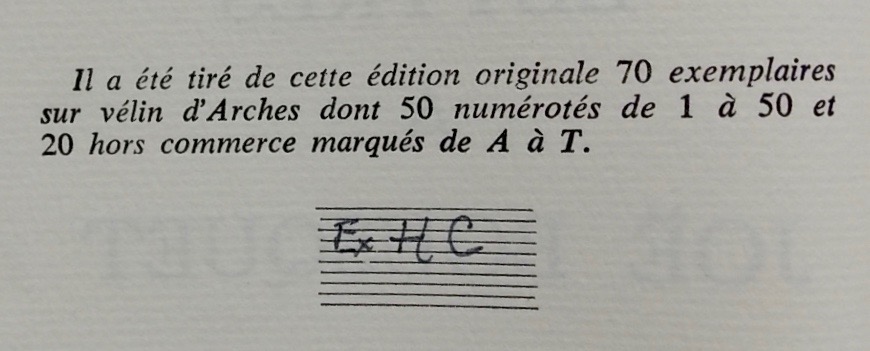 Il a été tiré de cette édition originale 70 exemplaires
sur vélin d'Arches dont 50 numérotés de 1 à 50 et
20 hors commerce marqués de A à T.
Ex H C